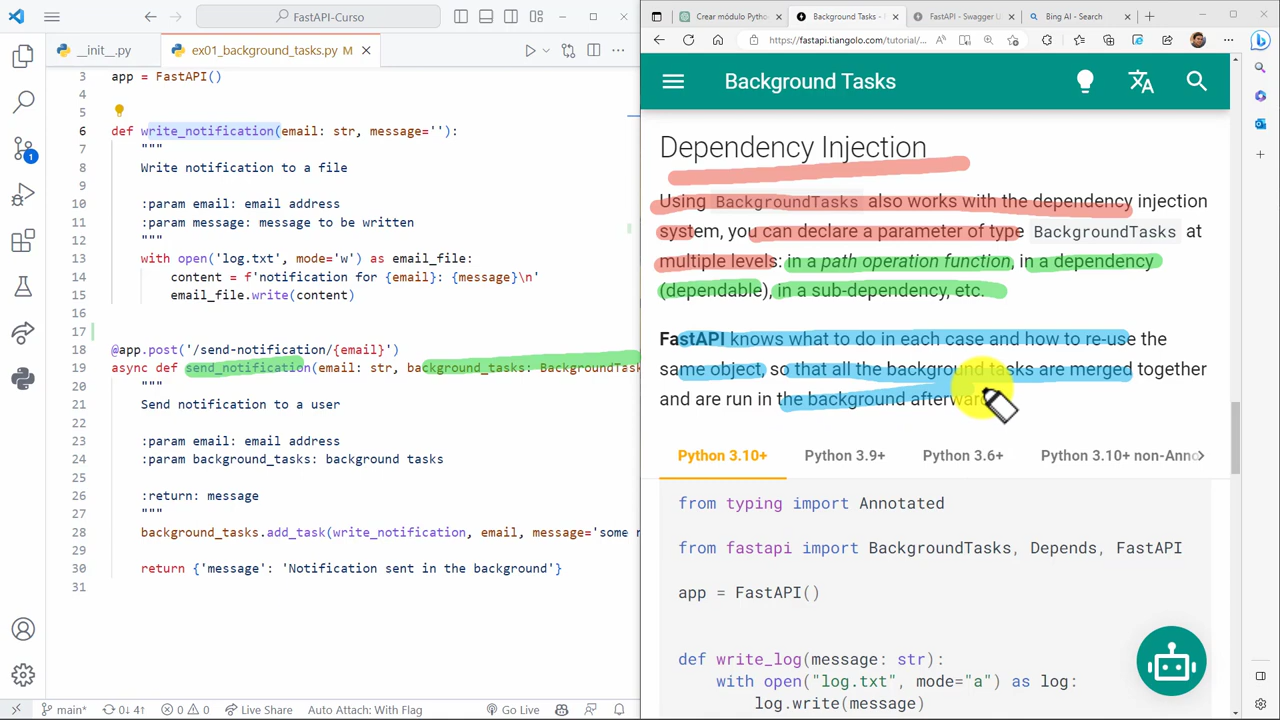 FastAPI-Curso
__init__.py
ex01_background_tasks.py M
3 app = FastAPI()
4
5
6 def write_notification(email: str, message=''):
7 """
8 Write notification to a file
9
10 :param email: email address
11 :param message: message to be written
12 """
13 with open('log.txt', mode='w') as email_file:
14 content = f'notification for {email}: {message}\n'
15 email_file.write(content)
16
17
18 @app.post('/send-notification/{email}')
19 async def send_notification(email: str, background_tasks: BackgroundTask
20 """
21 Send notification to a user
22
23 :param email: email address
24 :param background_tasks: background tasks
25
26 :return: message
27 """
28 background_tasks.add_task(write_notification, email, message='some
29
30 return {'message': 'Notification sent in the background'}
31
1
main* 0↓ 4↑ 0 0 Live Share Auto Attach: With Flag Go Live
Crear módulo Pytho
Background Tasks -
FastAPI - Swagger U
Bing AI - Search
https://fastapi.tiangolo.com/tutorial/...
Background Tasks
Dependency Injection
Using BackgroundTasks also works with the dependency injection
system, you can declare a parameter of type BackgroundTasks at
multiple levels: in a path operation function, in a dependency
(dependable), in a sub-dependency, etc.
FastAPI knows what to do in each case and how to re-use the
same object, so that all the background tasks are merged together
and are run in the background afterward
Python 3.10+ Python 3.9+ Python 3.6+ Python 3.10+ non-Anno
from typing import Annotated
from fastapi import BackgroundTasks, Depends, FastAPI
app = FastAPI()
def write_log(message: str):
with open("log.txt", mode="a") as log:
log.write(message)